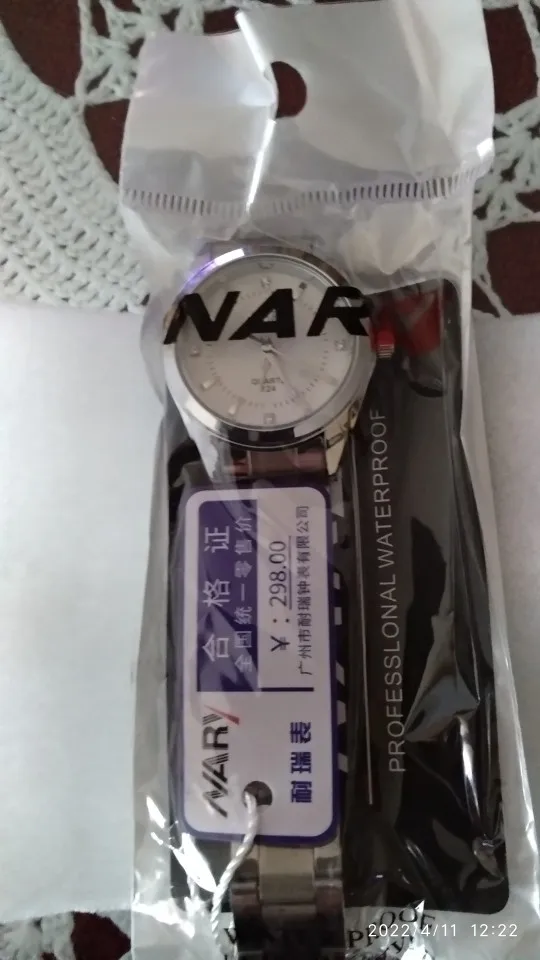 NARY
QUARTZ
PROFESSLONAL WATERPROOF
合格证
全国统一零售价
¥：298.00
广州市耐瑞钟表有限公司
NARY
耐瑞表
2022/4/11 12:22